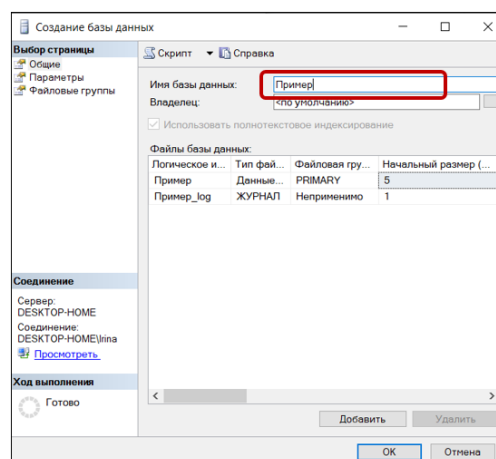 Создание базы данных
Выбор страницы
Общие
Параметры
Файловые группы
Скрипт Справка
Имя базы данных: Пример
Владелец: <по умолчанию>
Использовать полнотекстовое индексирование
Файлы базы данных:
Логическое и... Тип фай... Файловая гру... Начальный размер (...
Пример Данные... PRIMARY 5
Пример_log ЖУРНАЛ Неприменимо 1
Соединение
Сервер:
DESKTOP-HOME
Соединение:
DESKTOP-HOME\Irina
Просмотреть
Ход выполнения
Готово
Добавить Удалить
OK Отмена